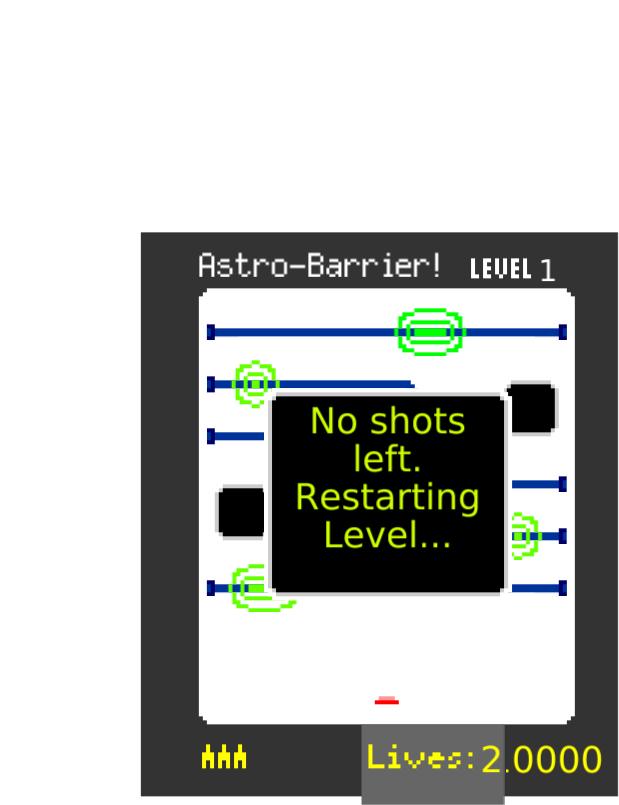 Astro-Barrier! LEVEL 1
No shots
left.
Restarting
Level...
Lives:2.0000